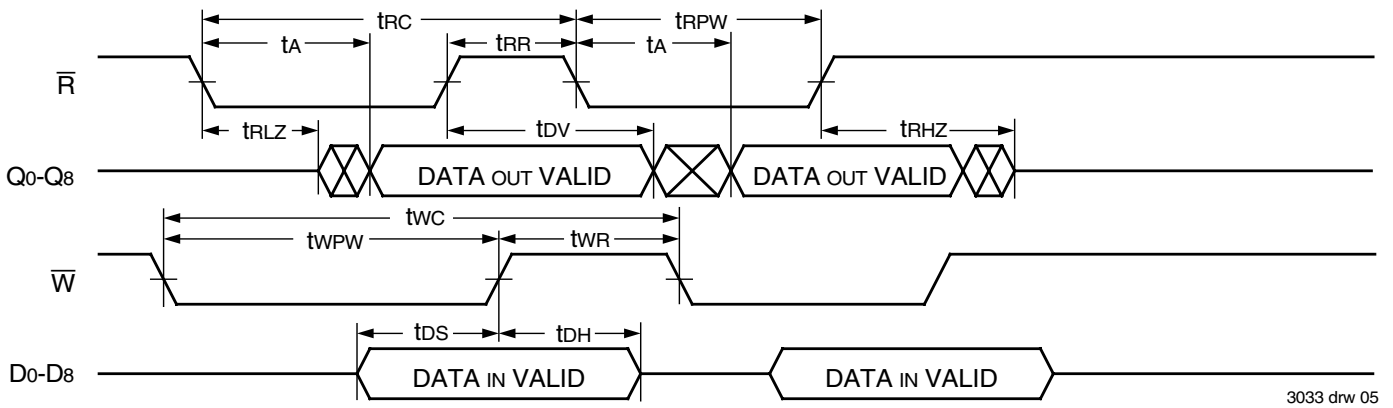 tRC tRPW
tA tRR tA
R̅
tRLZ tDV tRHZ
Q0-Q8 DATA OUT VALID DATA OUT VALID
tWC
tWPW tWR
W̅
tDS tDH
D0-D8 DATA IN VALID DATA IN VALID
3033 drw 05